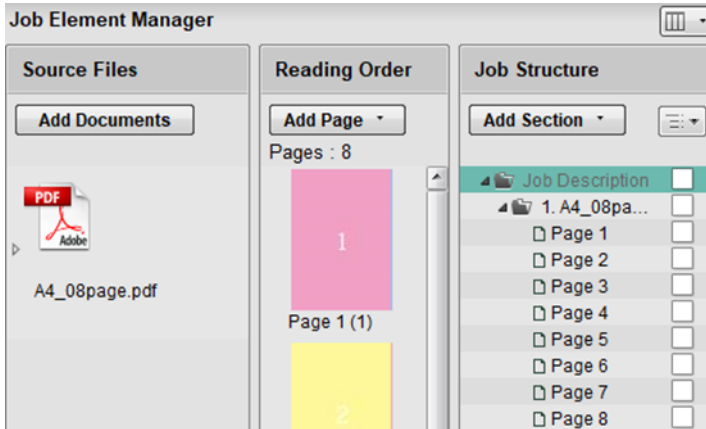 Job Element Manager
Source Files
Add Documents
PDF
Adobe
A4_08page.pdf
Reading Order
Add Page
Pages : 8
1
Page 1 (1)
2
Job Structure
Add Section
Job Description
1. A4_08pa...
Page 1
Page 2
Page 3
Page 4
Page 5
Page 6
Page 7
Page 8